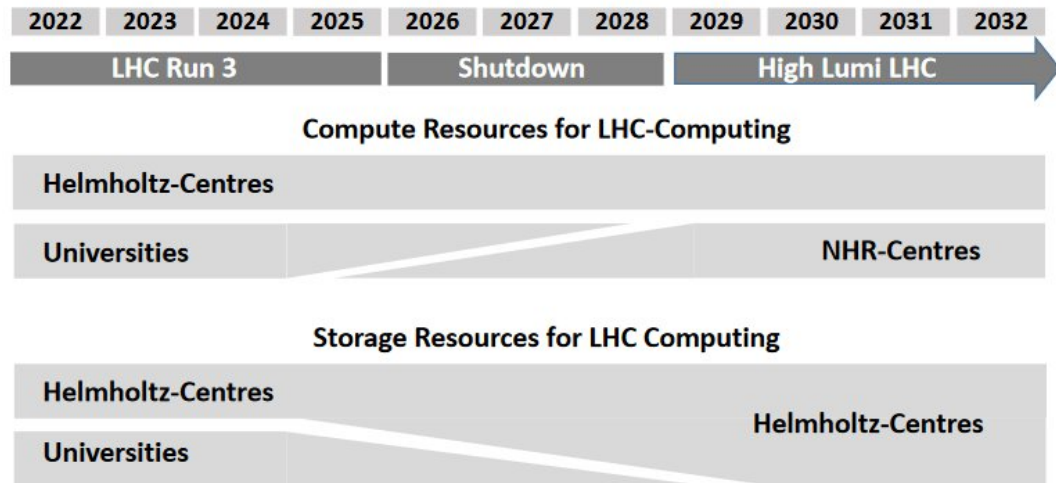 2022 2023 2024 2025 2026 2027 2028 2029 2030 2031 2032
LHC Run 3 Shutdown High Lumi LHC
Compute Resources for LHC-Computing
Helmholtz-Centres
Universities NHR-Centres
Storage Resources for LHC Computing
Helmholtz-Centres
Helmholtz-Centres
Universities